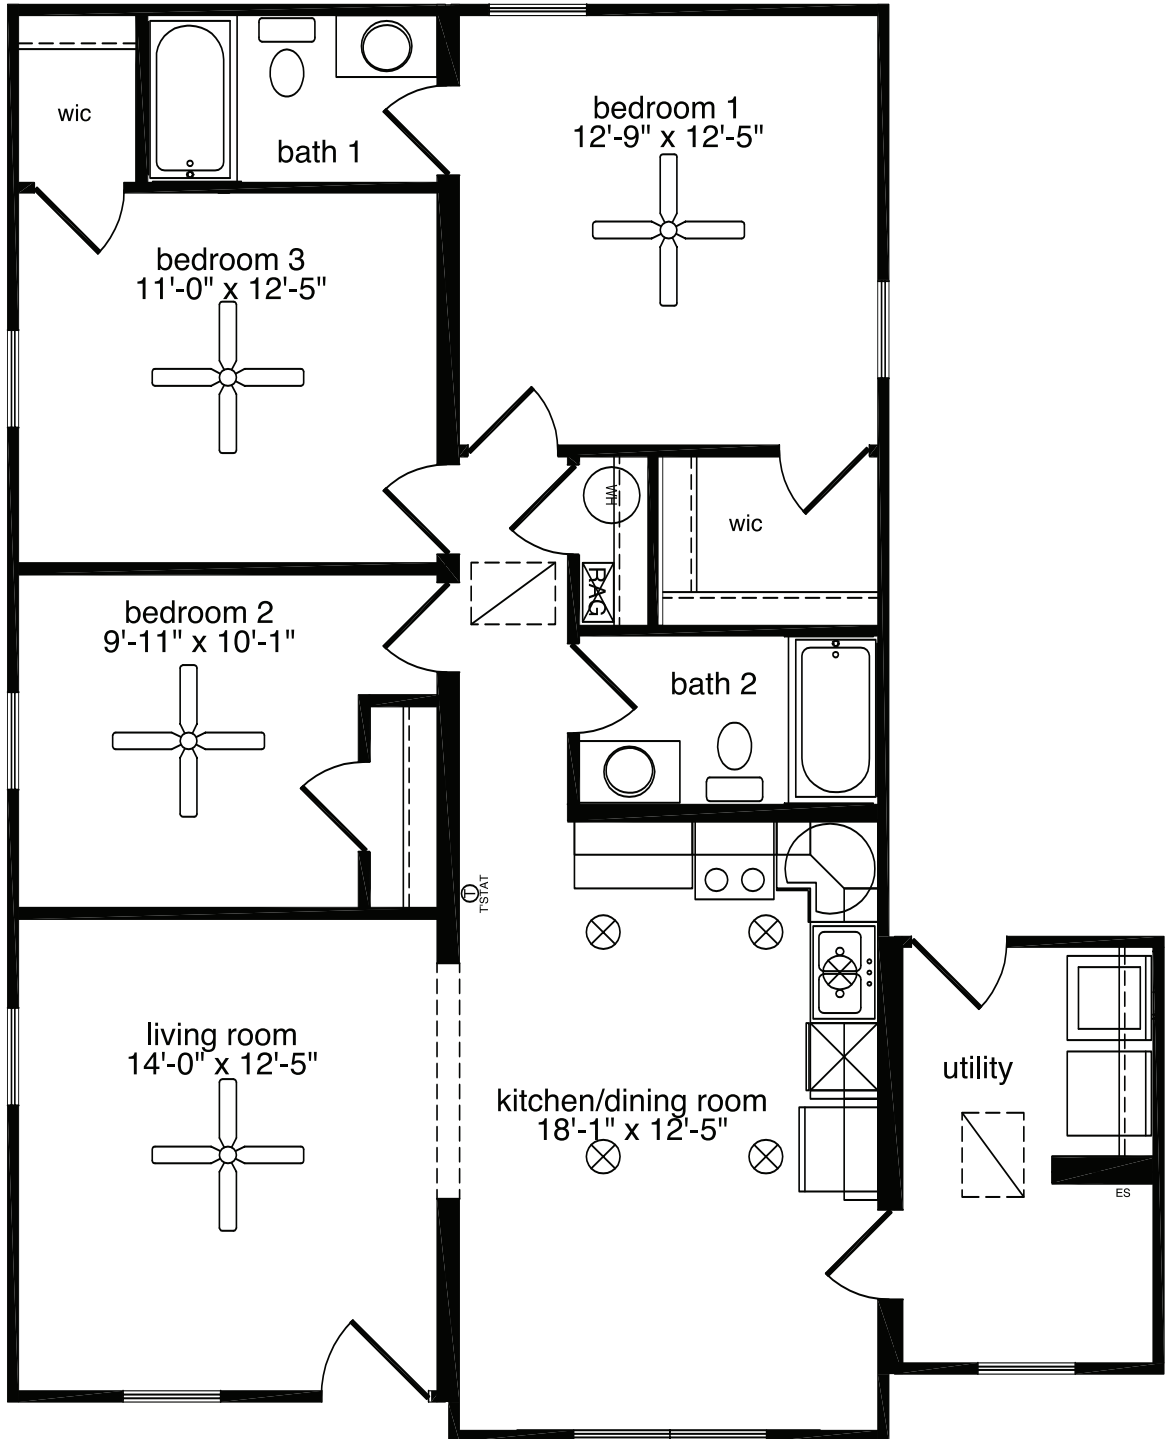 wic
bath 1
bedroom 1
12'-9" x 12'-5"
bedroom 3
11'-0" x 12'-5"
WH
wic
RAG
bedroom 2
9'-11" x 10'-1"
bath 2
T
T'STAT
living room
14'-0" x 12'-5"
kitchen/dining room
18'-1" x 12'-5"
utility
ES